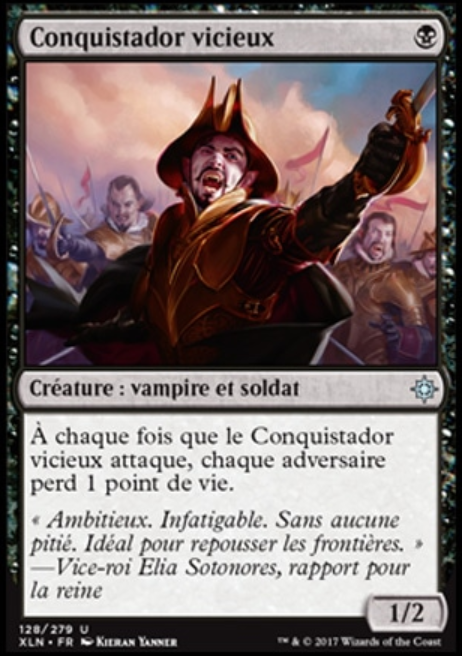 Conquistador vicieux
Créature : vampire et soldat
À chaque fois que le Conquistador
vicieux attaque, chaque adversaire
perd 1 point de vie.
« Ambitieux. Infatigable. Sans aucune
pitié. Idéal pour repousser les frontières. »
—Vice-roi Elia Sotonores, rapport pour
la reine
1/2
128/279 U
XLN • FR Kieran Yanner
™ & © 2017 Wizards of the Coast